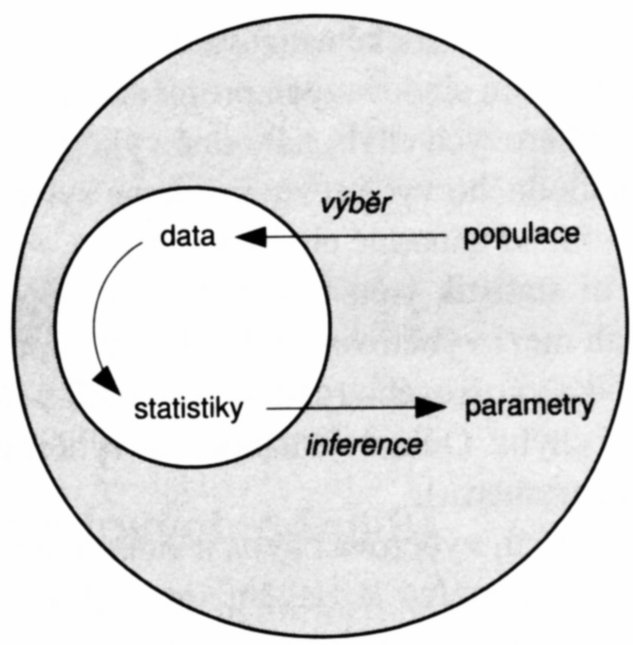 výběr
data populace
statistiky parametry
inference